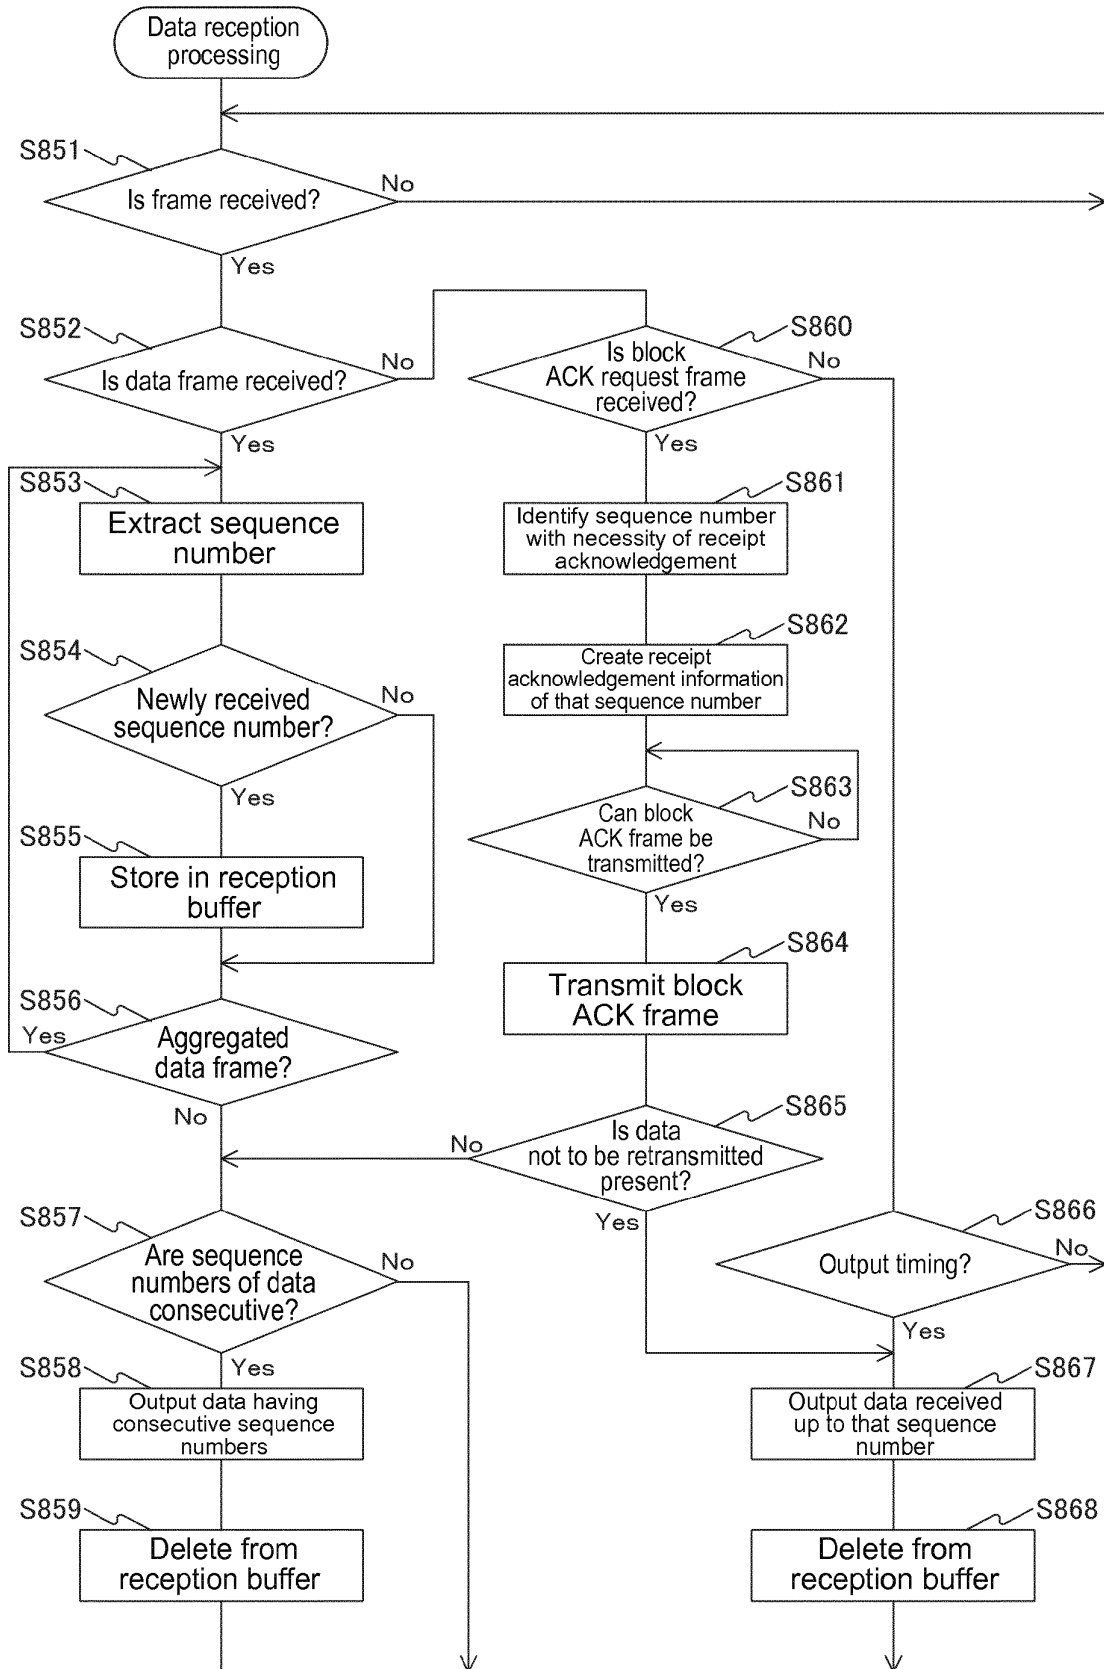 Data reception
processing
S851
Is frame received?
No
Yes
S852
Is data frame received?
No
Yes
S853
Extract sequence
number
S854
Newly received
sequence number?
No
Yes
S855
Store in reception
buffer
S856
Yes
Aggregated
data frame?
No
S857
Are sequence
numbers of data
consecutive?
No
Yes
S858
Output data having
consecutive sequence
numbers
S859
Delete from
reception buffer
S860
Is block
ACK request frame
received?
No
Yes
S861
Identify sequence number
with necessity of receipt
acknowledgement
S862
Create receipt
acknowledgement information
of that sequence number
S863
Can block
ACK frame be
transmitted?
No
Yes
S864
Transmit block
ACK frame
S865
Is data
not to be retransmitted
present?
No
Yes
S866
Output timing?
No
Yes
S867
Output data received
up to that sequence
number
S868
Delete from
reception buffer